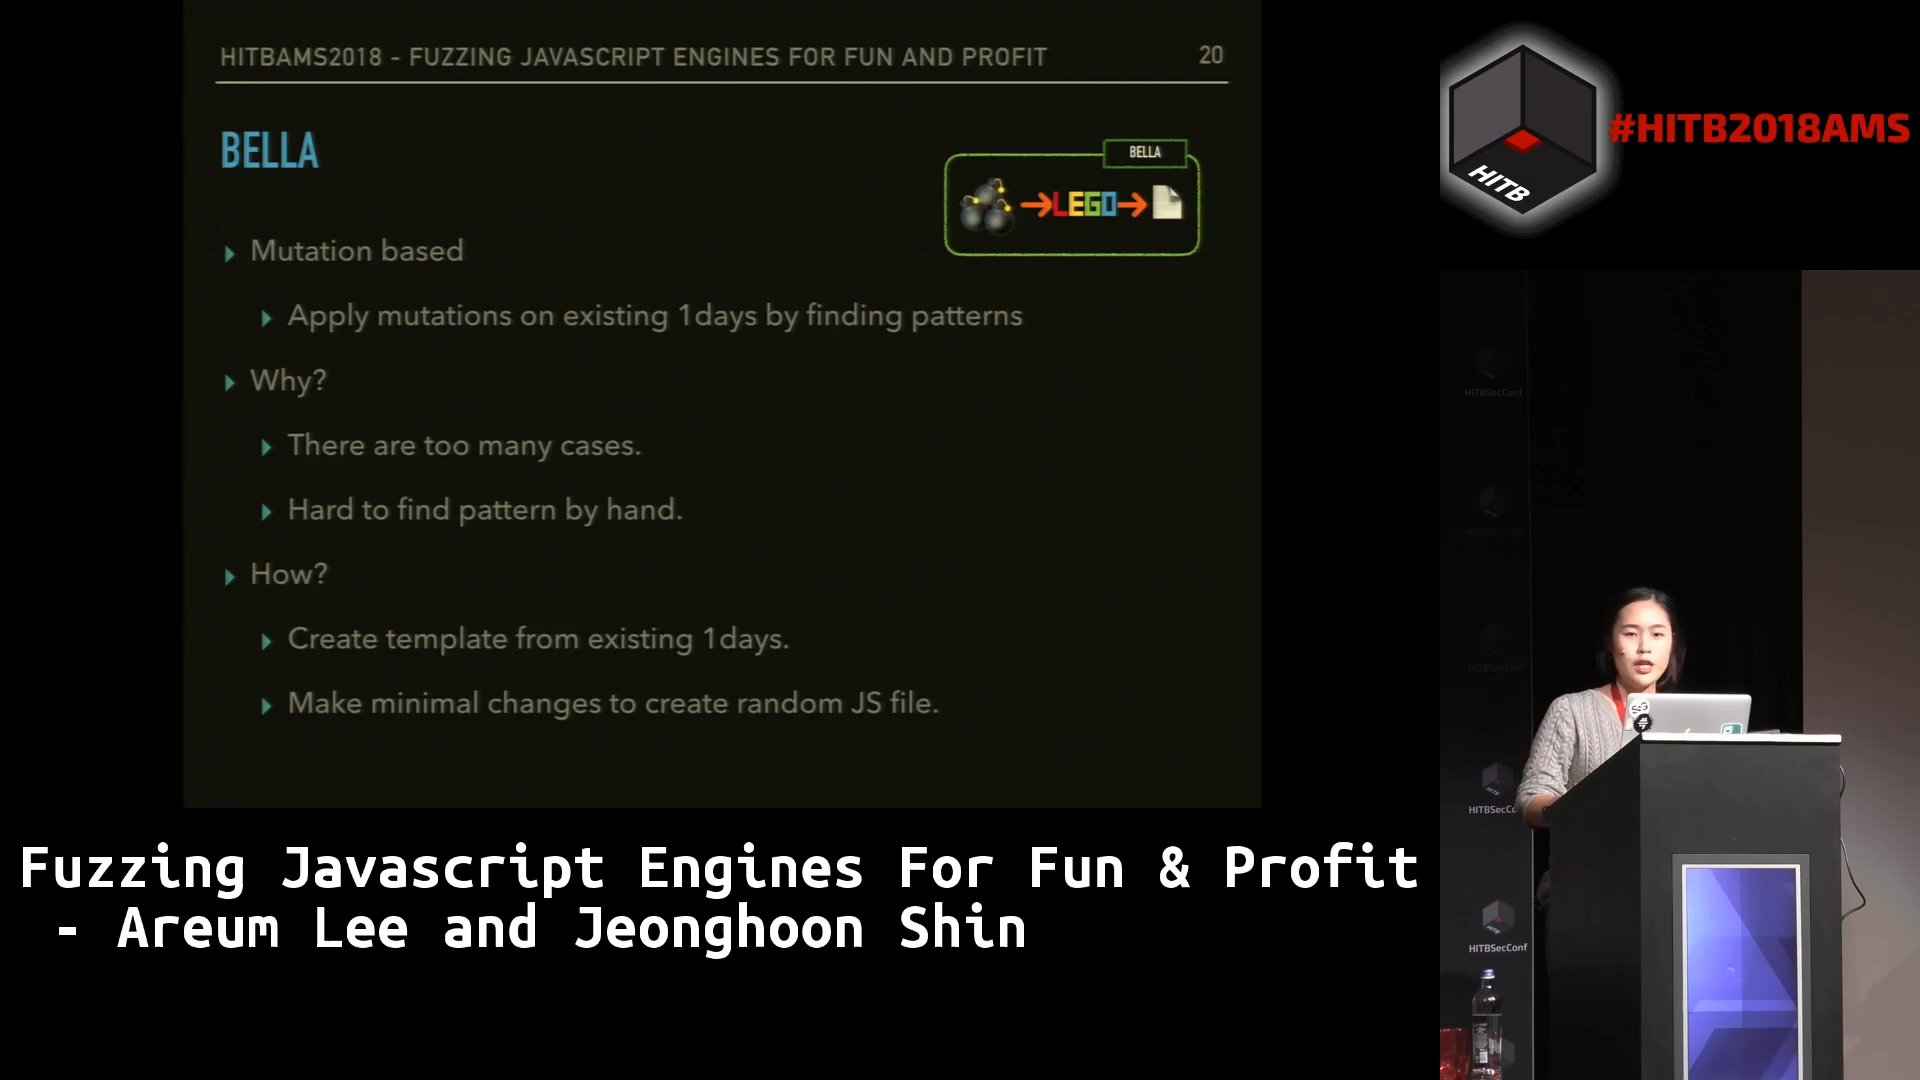 HITBAMS2018 - FUZZING JAVASCRIPT ENGINES FOR FUN AND PROFIT 20
BELLA
BELLA
LEGO
Mutation based
Apply mutations on existing 1days by finding patterns
Why?
There are too many cases.
Hard to find pattern by hand.
How?
Create template from existing 1days.
Make minimal changes to create random JS file.
HITB
#HITB2018AMS
HITBSecConf
HITBSecConf
Fuzzing Javascript Engines For Fun & Profit
- Areum Lee and Jeonghoon Shin